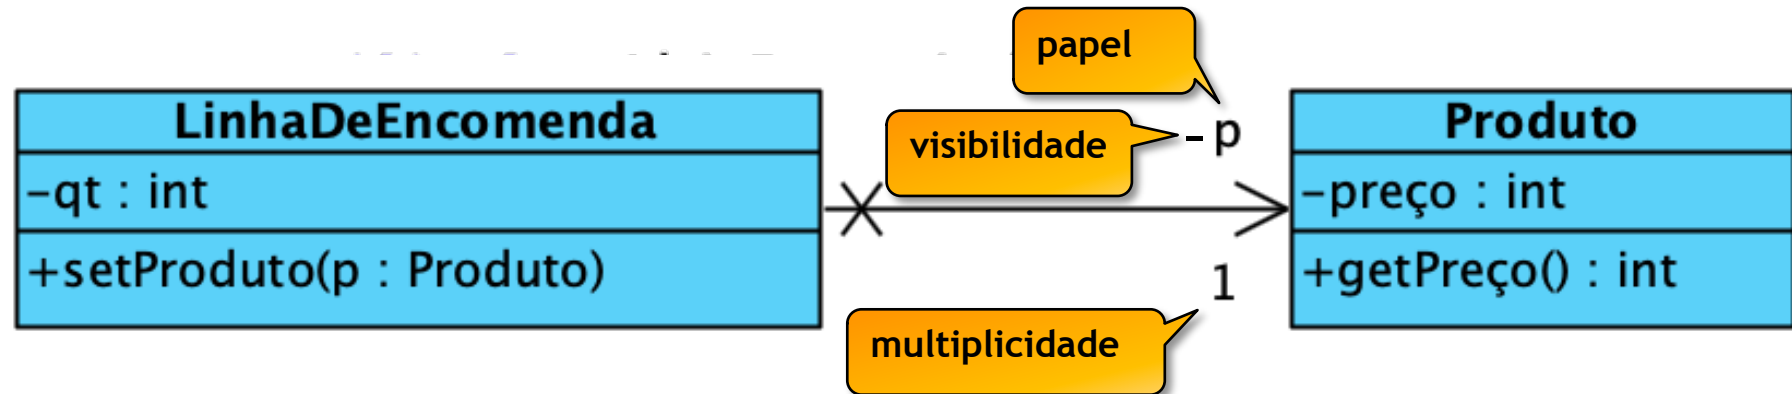 papel
LinhaDeEncomenda
visibilidade
-p
Produto
-qt : int
-preço : int
+setProduto(p : Produto)
1
+getPreço() : int
multiplicidade